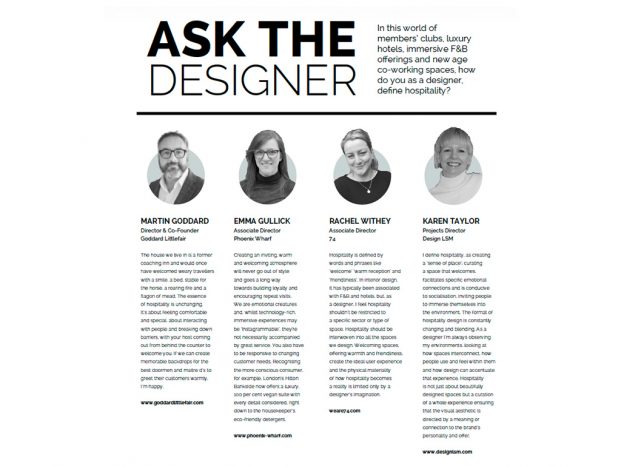 ASK THE
DESIGNER
In this world of
members' clubs, luxury
hotels, immersive F&B
offerings and new age
co-working spaces, how
do you as a designer,
define hospitality?
MARTIN GODDARD
Director & Co-Founder
Goddard Littlefair
The house we live in is a former
coaching inn and would once
have welcomed weary travellers
with a smile, a bed, stable for
the horse, a roaring fire and a
flagon of mead. The essence
of hospitality is unchanging.
It's about feeling comfortable
and special, about interacting
with people and breaking down
barriers, with your host coming
out from behind the counter to
welcome you. If we can create
memorable backdrops for the
best doormen and maitre d's to
greet their customers warmly,
I'm happy.
www.goddardlittlefair.com
EMMA GULLICK
Associate Director
Phoenix Wharf
Creating an inviting, warm
and welcoming atmosphere
will never go out of style
and goes a long way
towards building loyalty and
encouraging repeat visits.
We are emotional creatures
and, whilst technology-rich,
immersive experiences may
be 'Instagrammable', they're
not necessarily accompanied
by great service. You also have
to be responsive to changing
customer needs. Recognising
the more conscious consumer,
for example, London's Hilton
Bankside now offers a luxury
100 per cent vegan suite with
every detail considered, right
down to the housekeeper's
eco-friendly detergents.
www.phoenix-wharf.com
RACHEL WITHEY
Associate Director
74
Hospitality is defined by
words and phrases like
'welcome' 'warm reception' and
'friendliness'. In interior design,
it has typically been associated
with F&B and hotels, but, as
a designer, I feel hospitality
shouldn't be restricted to
a specific sector or type of
space. Hospitality should be
interwoven into all the spaces
we design. Welcoming spaces,
offering warmth and friendliness,
create the ideal user experience
and the physical materiality
of how hospitality becomes
a reality is limited only by a
designer's imagination.
weare74.com
KAREN TAYLOR
Projects Director
Design LSM
I define hospitality, as creating
a 'sense of place', curating
a space that welcomes,
facilitates specific emotional
connections and is conducive
to socialisation, inviting people
to immerse themselves into
the environment. The format of
hospitality design is constantly
changing and blending. As a
designer I'm always observing
my environments, looking at
how spaces interconnect, how
people use and feel within them
and how design can accentuate
that experience. Hospitality
is not just about beautifully
designed spaces but a curation
of a whole experience ensuring
that the visual aesthetic is
directed by a meaning or
connection to the brand's
personality and offer.
www.designlsm.com